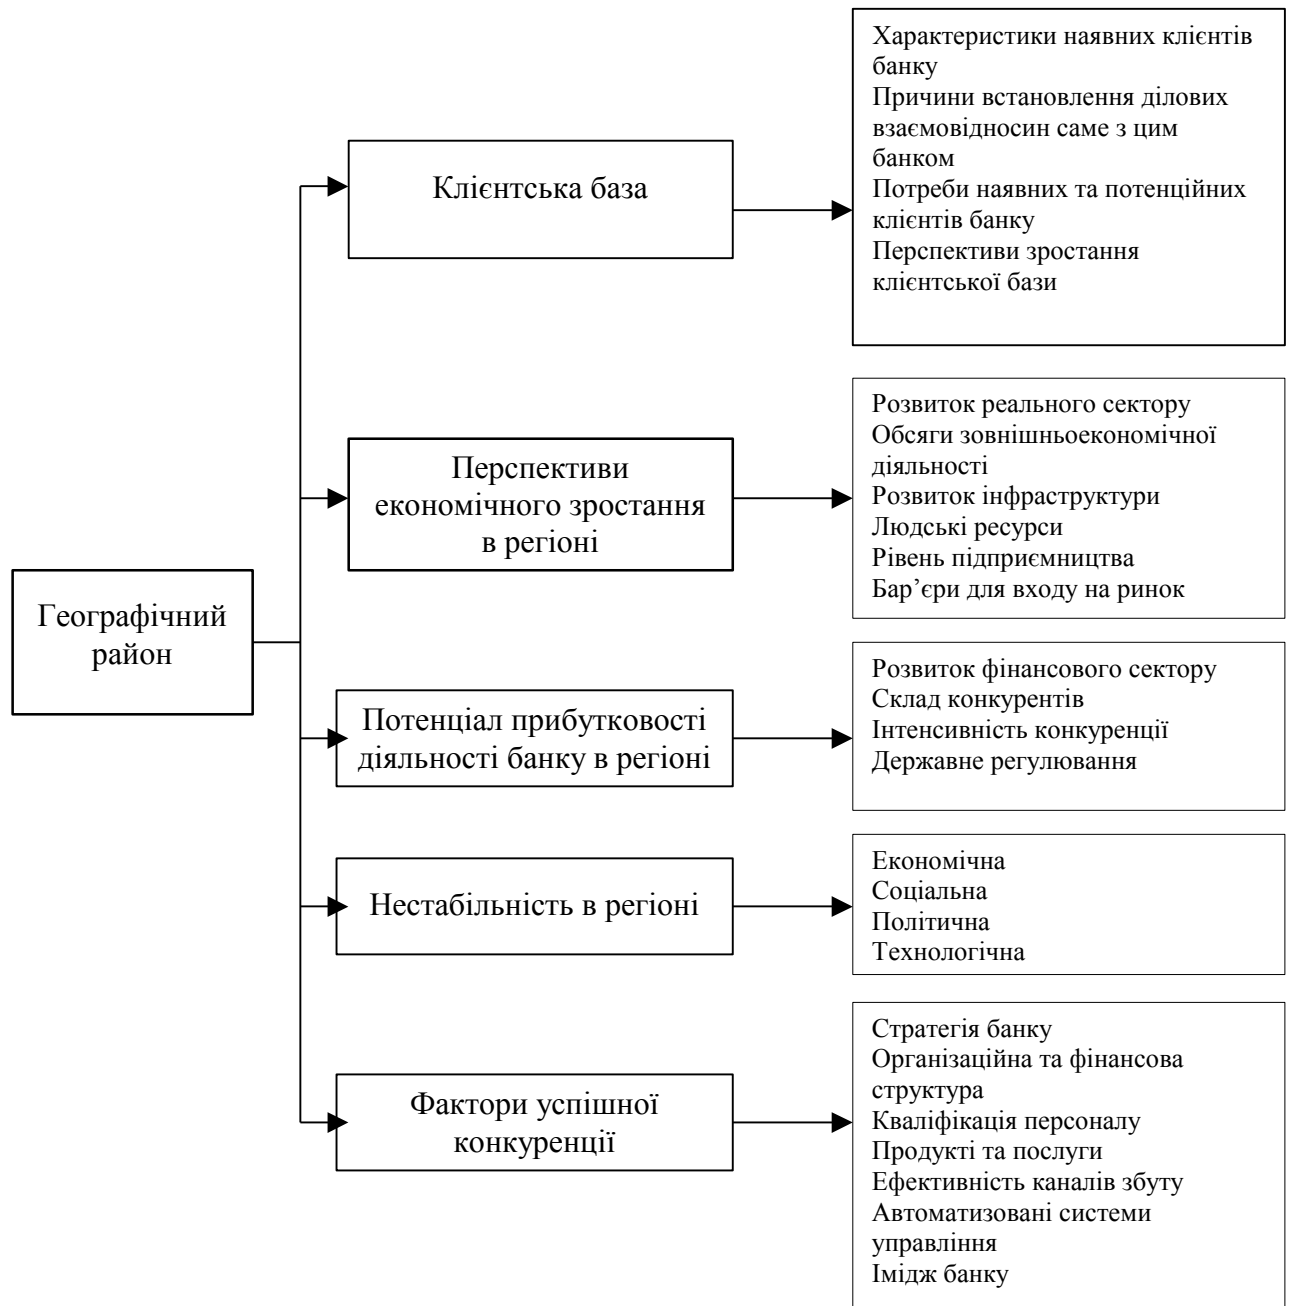 Географічний
район
Клієнтська база
Характеристики наявних клієнтів
банку
Причини встановлення ділових
взаємовідносин саме з цим
банком
Потреби наявних та потенційних
клієнтів банку
Перспективи зростання
клієнтської бази
Перспективи
економічного зростання
в регіоні
Розвиток реального сектору
Обсяги зовнішньоекономічної
діяльності
Розвиток інфраструктури
Людські ресурси
Рівень підприємництва
Бар’єри для входу на ринок
Потенціал прибутковості
діяльності банку в регіоні
Розвиток фінансового сектору
Склад конкурентів
Інтенсивність конкуренції
Державне регулювання
Нестабільність в регіоні
Економічна
Соціальна
Політична
Технологічна
Фактори успішної
конкуренції
Стратегія банку
Організаційна та фінансова
структура
Кваліфікація персоналу
Продукті та послуги
Ефективність каналів збуту
Автоматизовані системи
управління
Імідж банку